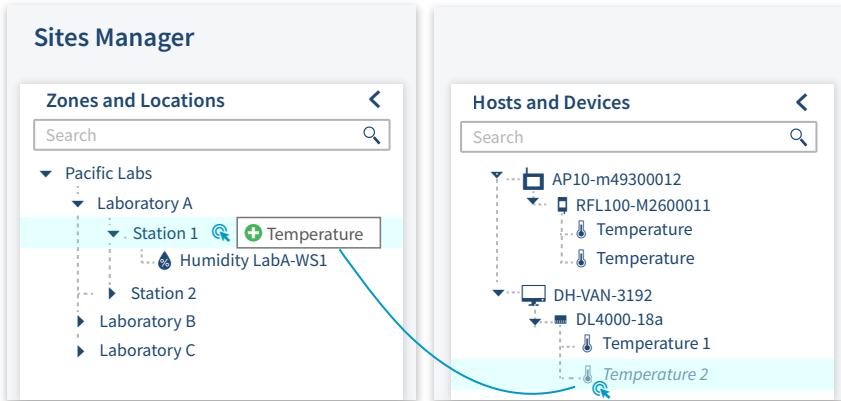 Sites Manager
Zones and Locations
Search
Pacific Labs
Laboratory A
Station 1
Temperature
Humidity LabA-WS1
Station 2
Laboratory B
Laboratory C
Hosts and Devices
Search
AP10-m49300012
RFL100-M2600011
Temperature
Temperature
DH-VAN-3192
DL4000-18a
Temperature 1
Temperature 2